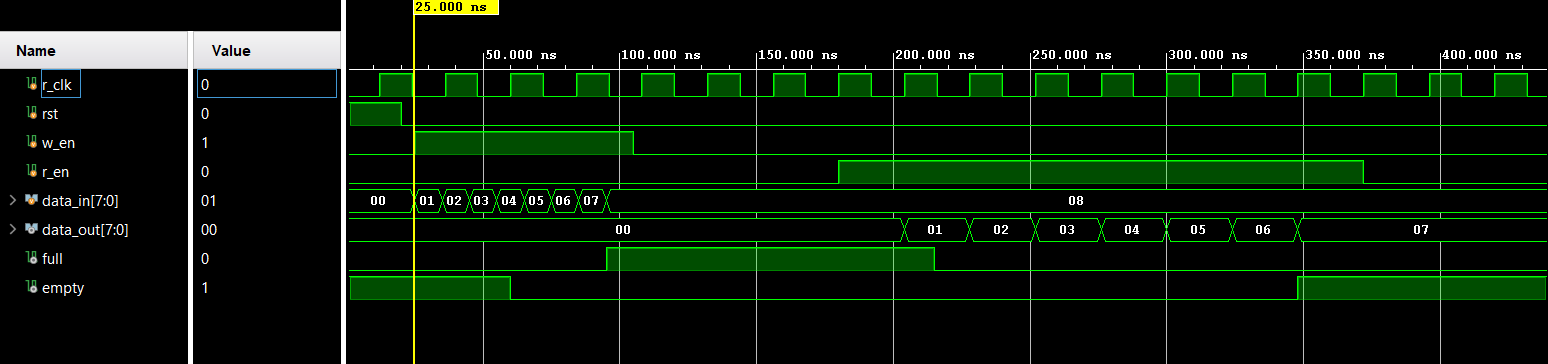 25.000 ns
Name Value
50.000 ns 100.000 ns 150.000 ns 200.000 ns 250.000 ns 300.000 ns 350.000 ns 400.000 ns
r_clk 0
rst 0
w_en 1
r_en 0
data_in[7:0] 01 00 01 02 03 04 05 06 07 08
data_out[7:0] 00 00 01 02 03 04 05 06 07
full 0
empty 1